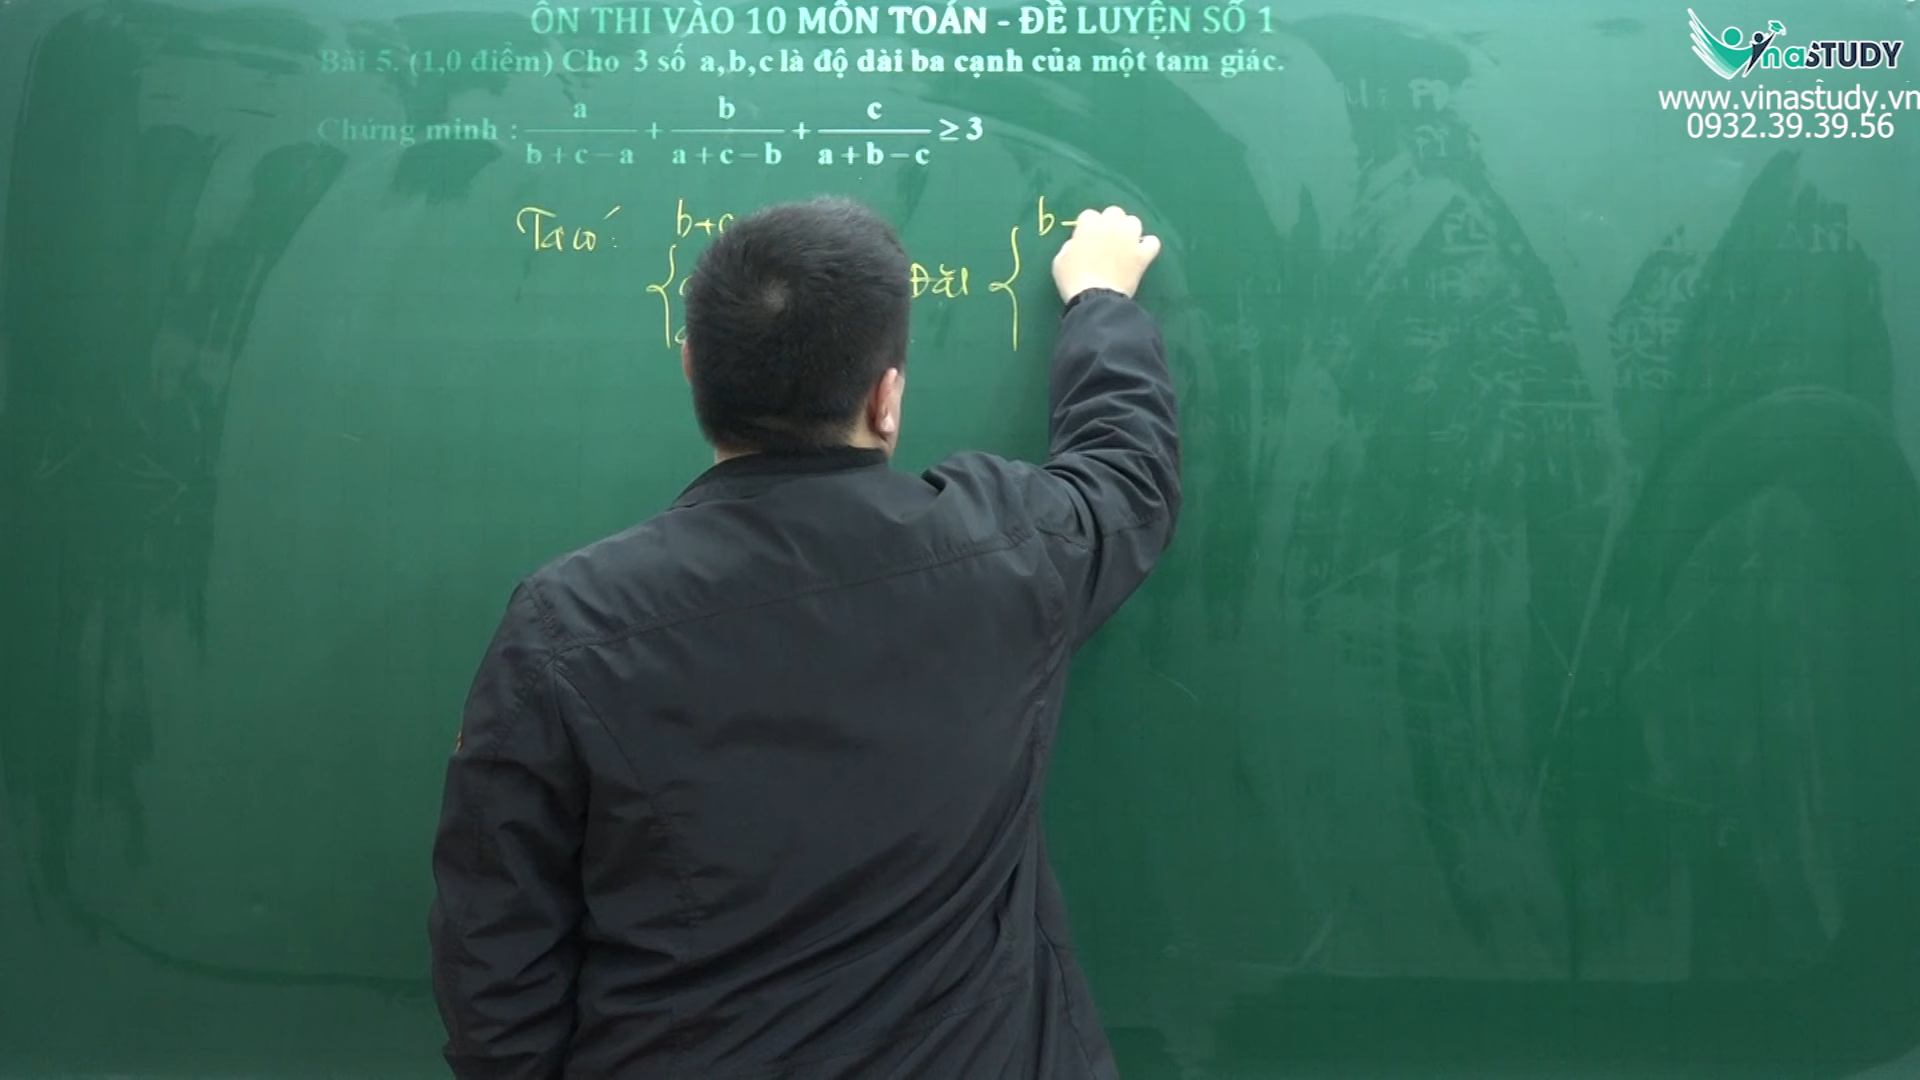 ÔN THI VÀO 10 MÔN TOÁN - ĐỀ LUYỆN SỐ 1
Bài 5. (1,0 điểm) Cho 3 số a,b,c là độ dài ba cạnh của một tam giác.
Chứng minh : a/(b+c−a) + b/(a+c−b) + c/(a+b−c) ≥ 3
Ta có: { b+c
Đặt { b-
VinaSTUDY
www.vinastudy.vn
0932.39.39.56